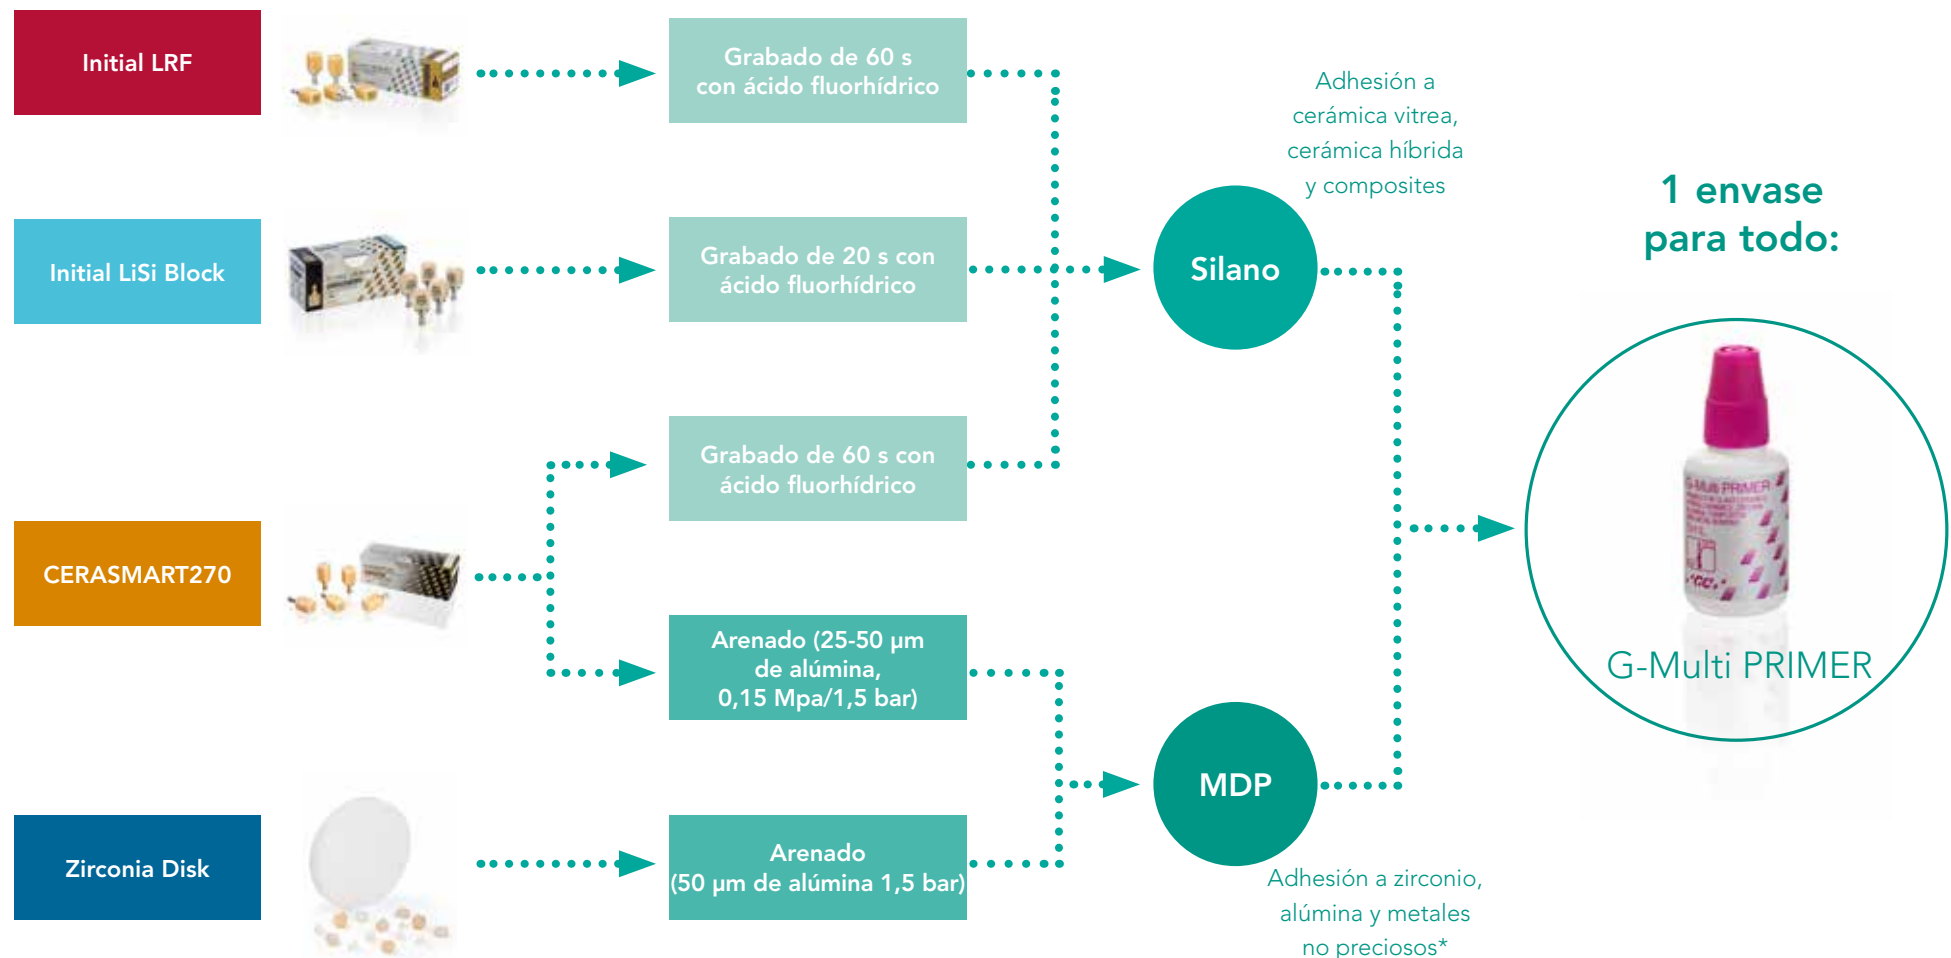 Initial LRF
Grabado de 60 s
con ácido fluorhídrico
Adhesión a
cerámica vitrea,
cerámica híbrida
y composites
1 envase
para todo:
Initial LiSi Block
Grabado de 20 s con
ácido fluorhídrico
Silano
Grabado de 60 s con
ácido fluorhídrico
G-Multi PRIMER
CERASMART270
Arenado (25-50 µm
de alúmina,
0,15 Mpa/1,5 bar)
G-Multi PRIMER
MDP
Zirconia Disk
Arenado
(50 µm de alúmina 1,5 bar)
Adhesión a zirconio,
alúmina y metales
no preciosos*